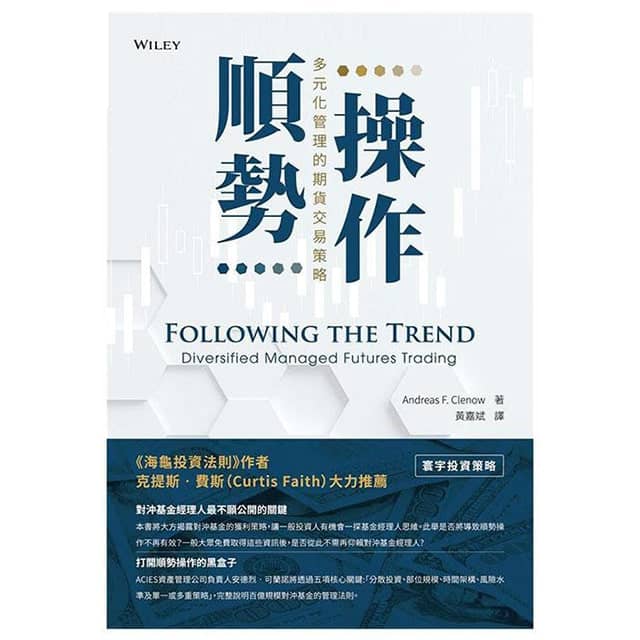 WILEY
順勢
多元化管理的期貨交易策略
操作
FOLLOWING THE TREND
Diversified Managed Futures Trading
Andreas F. Clenow 著
黃嘉斌 譯
《海龜投資法則》作者
克提斯．費斯(Curtis Faith)大力推薦
寰宇投資策略
對沖基金經理人最不願公開的關鍵
本書將大方揭露對沖基金的獲利策略，讓一般投資人有機會一探基金經理人思維。此舉是否將導致順勢操
作不再有效？一般大眾免費取得這些資訊後，是否從此不需再仰賴對沖基金經理人？
打開順勢操作的黑盒子
ACIES資產管理公司負責人安德烈．可蘭諾將透過五項核心關鍵：「分散投資、部位規模、時間架構、風險水
準及單一或多重策略」，完整說明百億規模對沖基金的管理法則。